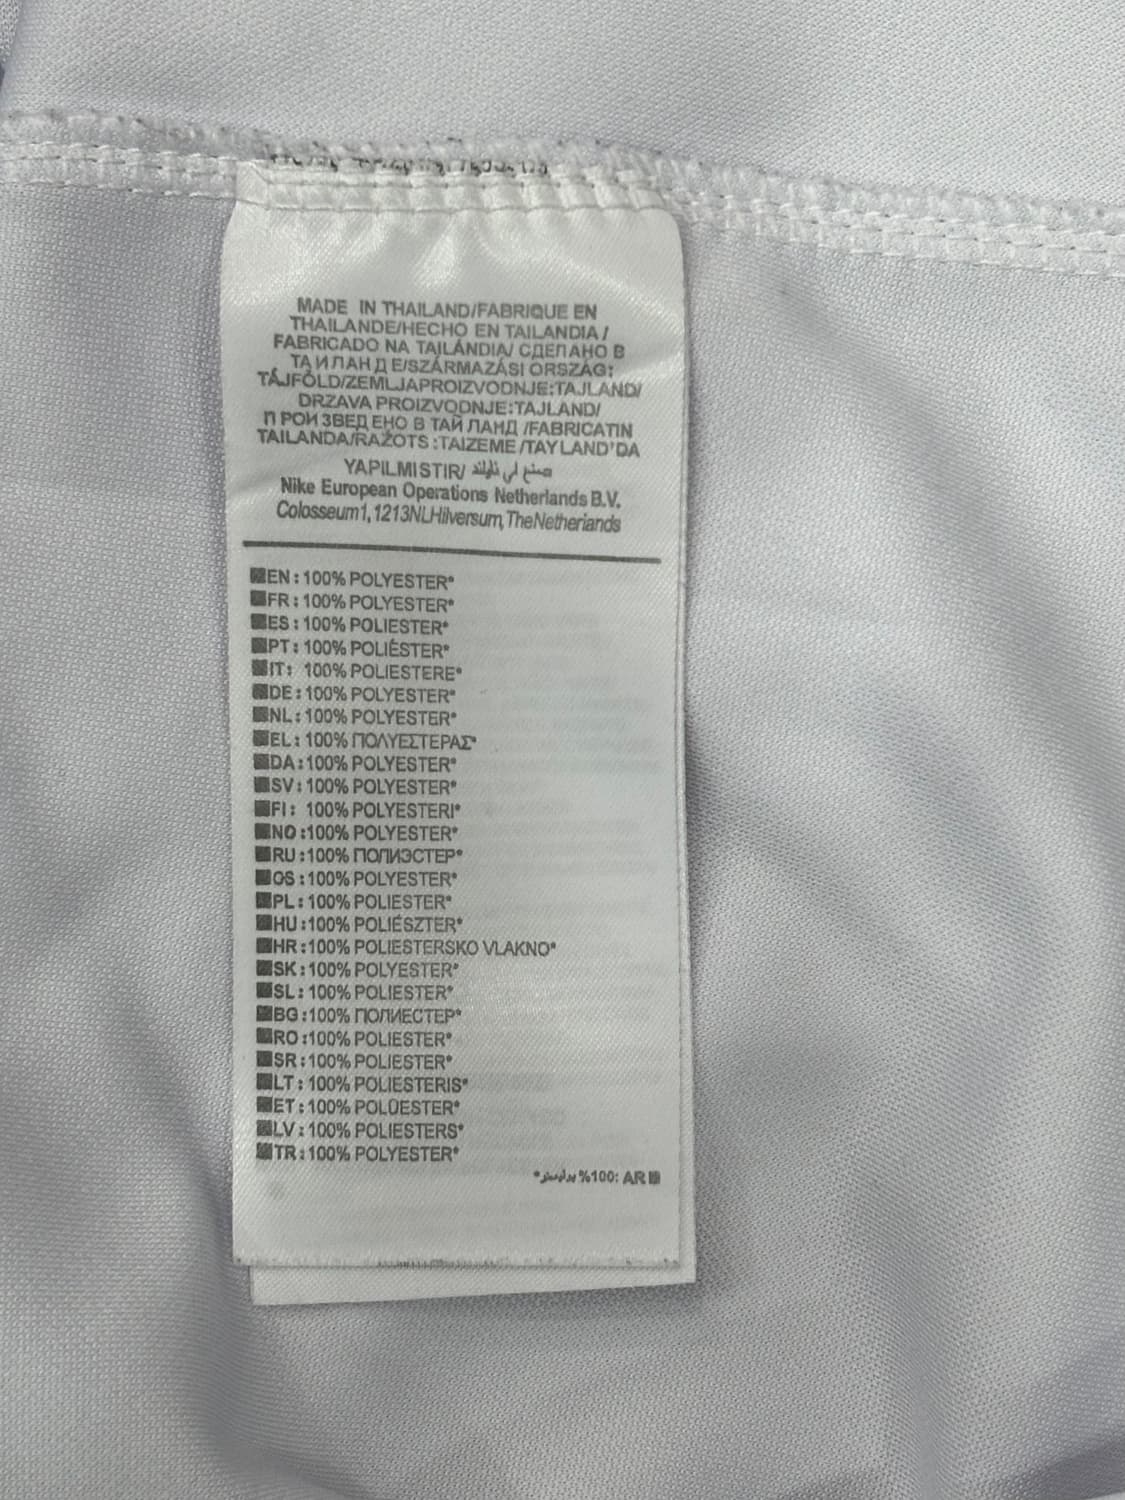 MADE IN THAILAND/FABRIQUE EN
THAILANDE/HECHO EN TAILANDIA /
FABRICADO NA TAILÂNDIA/ СДЕЛАНО В
ТАИЛАНДЕ/SZÁRMAZÁSI ORSZÁG:
TÁJFÖLD/ZEMLJAPROIZVODNJE:TAJLAND/
DRZAVA PROIZVODNJE:TAJLAND/
ПРОИЗВЕДЕНО В ТАЙЛАНД /FABRICATIN
TAILANDA/RAŽOTS :TAIZEME /TAYLAND'DA
YAPILMISTIR/ صنع في تايلند
Nike European Operations Netherlands B.V.
Colosseum1, 1213NLHilversum, TheNetherlands
EN : 100% POLYESTER*
FR : 100% POLYESTER*
ES : 100% POLIESTER*
PT : 100% POLIÉSTER*
IT: 100% POLIESTERE*
DE : 100% POLYESTER*
NL : 100% POLYESTER*
EL : 100% ΠΟΛΥΕΣΤΕΡΑΣ*
DA : 100% POLYESTER*
SV : 100% POLYESTER*
FI : 100% POLYESTERI*
NO :100% POLYESTER*
RU :100% ПОЛИЭСТЕР*
GS : 100% POLYESTER*
PL : 100% POLIESTER*
HU :100% POLIÉSZTER*
HR :100% POLIESTERSKO VLAKNO*
SK : 100% POLYESTER*
SL : 100% POLIESTER*
BG :100% ПОЛИЕСТЕР*
RO :100% POLIESTER*
SR : 100% POLIESTER*
LT : 100% POLIESTERIS*
ET : 100% POLÜESTER*
LV : 100% POLIESTERS*
TR : 100% POLYESTER*
%100: AR